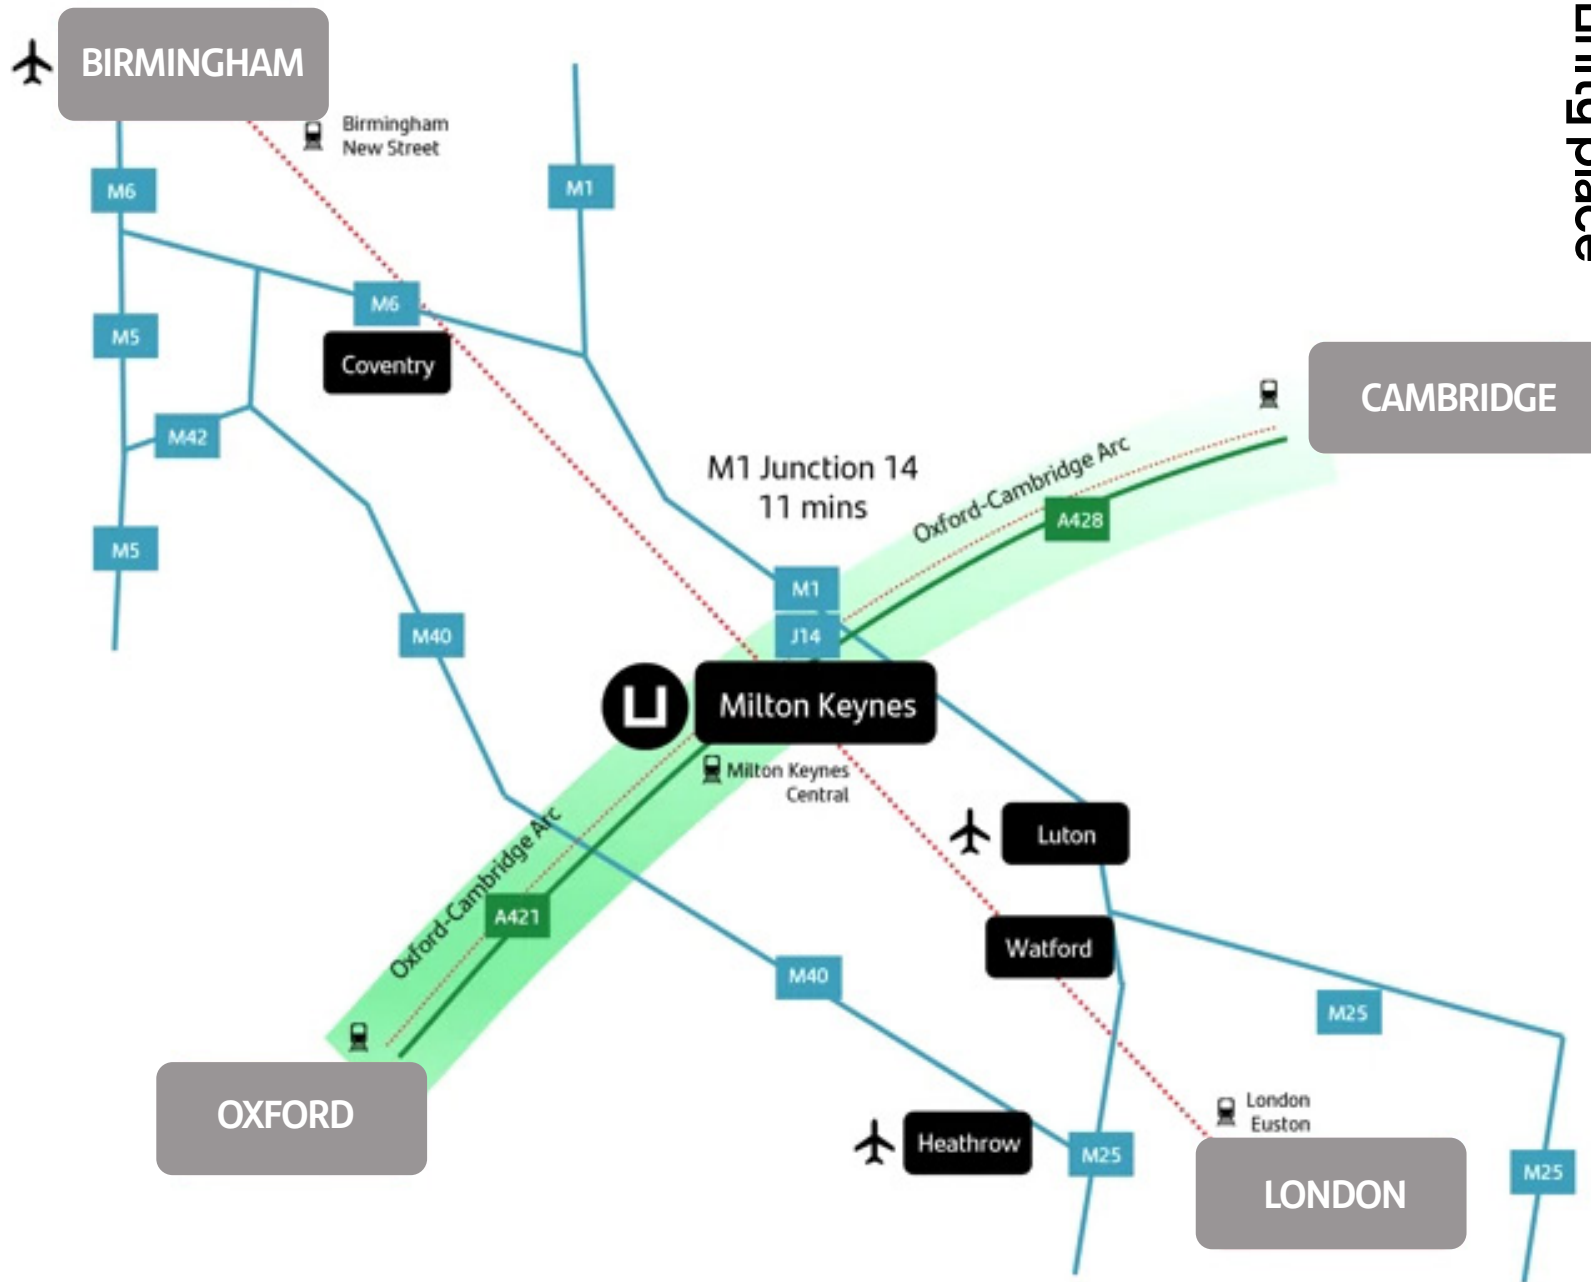 BIRMINGHAM
Birmingham
New Street
M6
M1
M6
M5
Coventry
CAMBRIDGE
M42
M1 Junction 14
11 mins
Oxford-Cambridge Arc
A428
M5
M1
M40
J14
Milton Keynes
Milton Keynes
Central
Luton
Oxford-Cambridge Arc
A421
Watford
M40
M25
OXFORD
London
Euston
Heathrow
M25
M25
LONDON
place